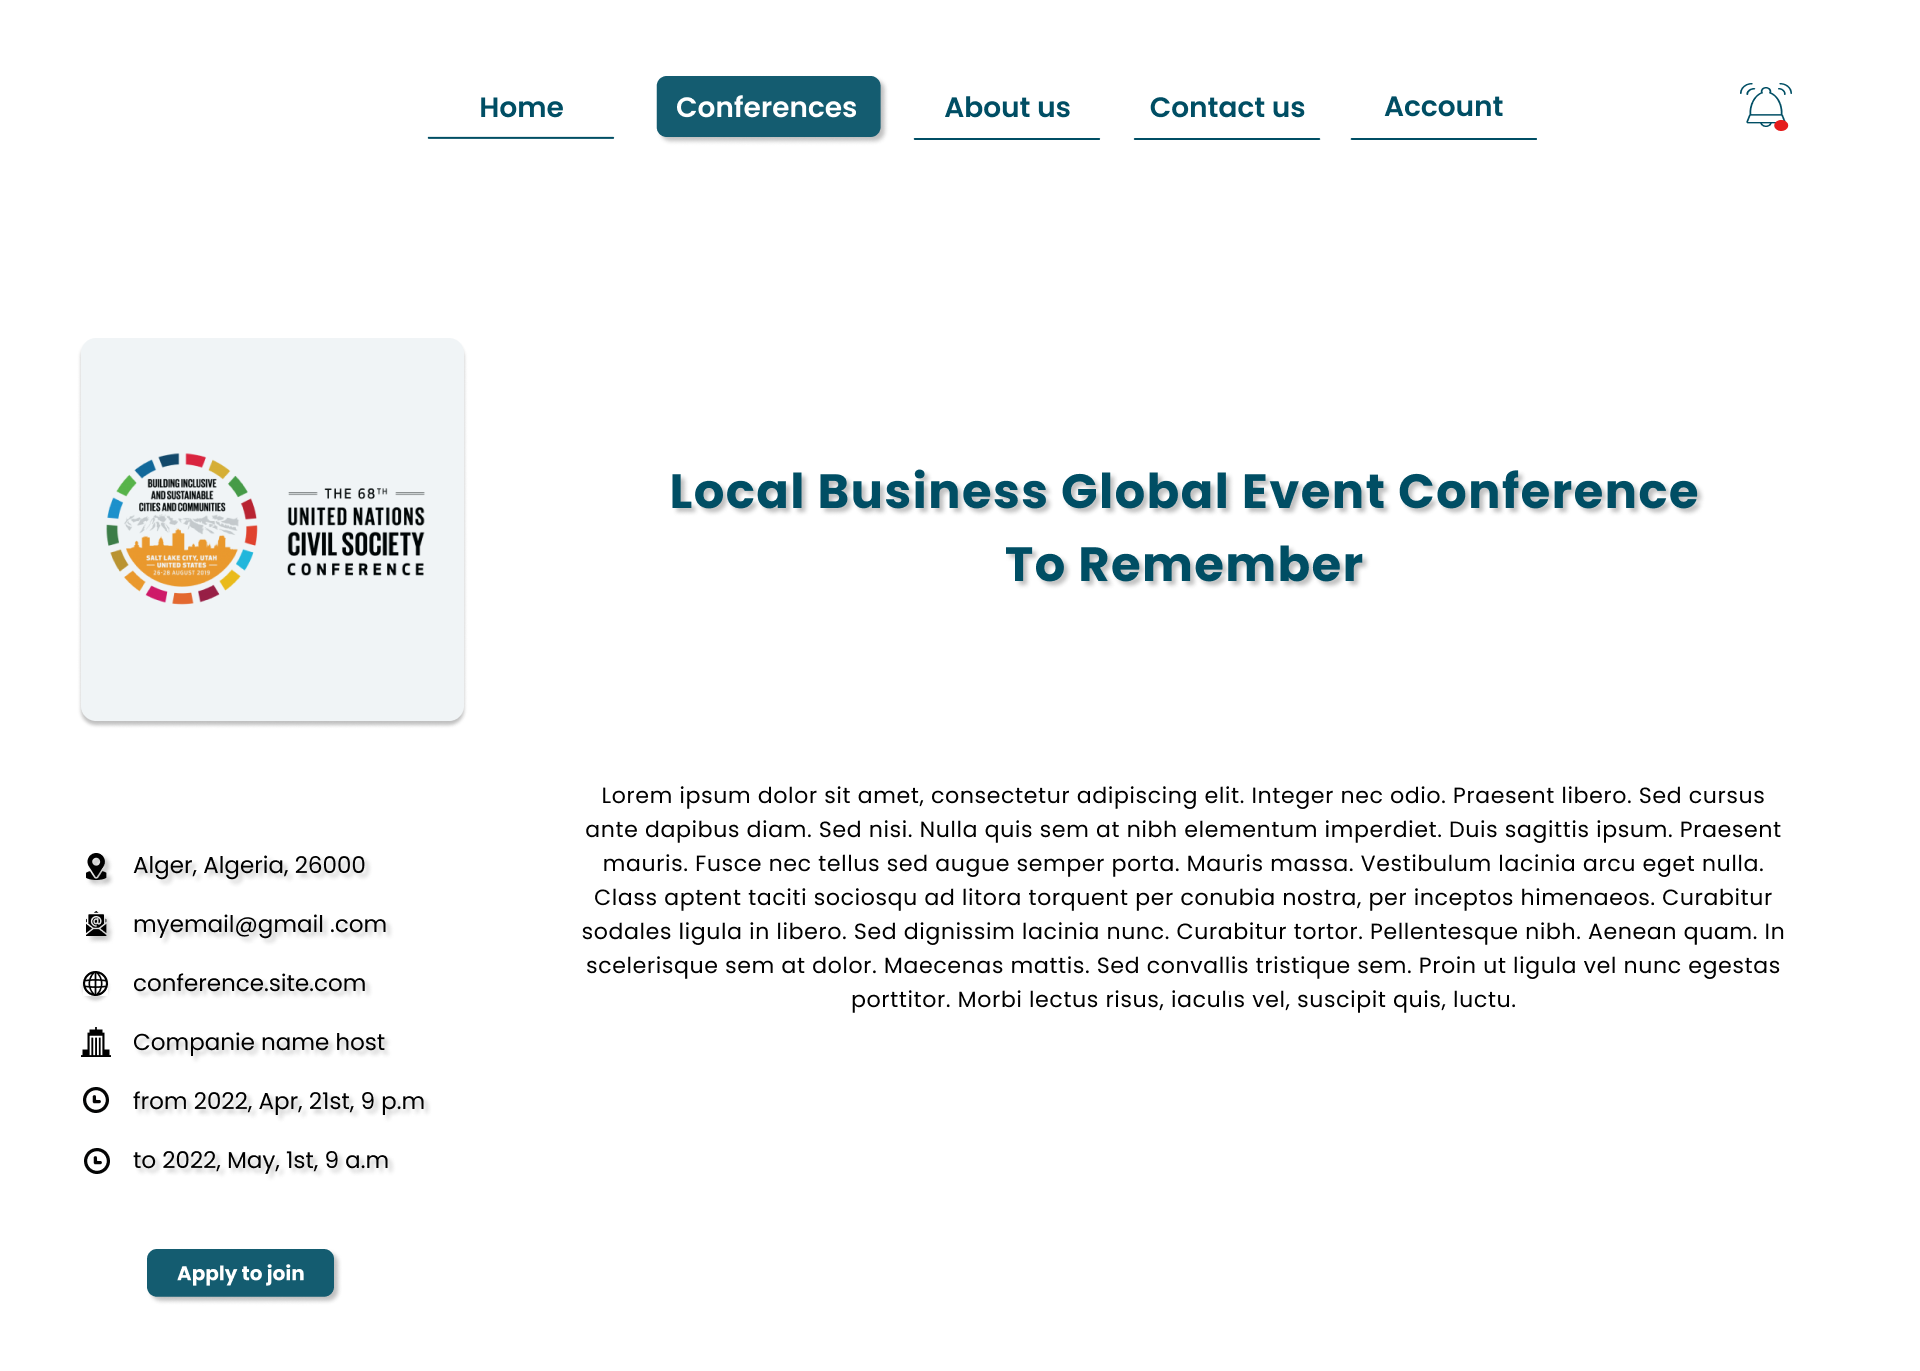 Home
Conferences
About us
Contact us
Account
BUILDING INCLUSIVE
AND SUSTAINABLE
CITIES AND COMMUNITIES
SALT LAKE CITY, UTAH
UNITED STATES
26-28 AUGUST 2019
THE 68TH
UNITED NATIONS
CIVIL SOCIETY
CONFERENCE
Local Business Global Event Conference
To Remember
Lorem ipsum dolor sit amet, consectetur adipiscing elit. Integer nec odio. Praesent libero. Sed cursus
ante dapibus diam. Sed nisi. Nulla quis sem at nibh elementum imperdiet. Duis sagittis ipsum. Praesent
mauris. Fusce nec tellus sed augue semper porta. Mauris massa. Vestibulum lacinia arcu eget nulla.
Class aptent taciti sociosqu ad litora torquent per conubia nostra, per inceptos himenaeos. Curabitur
sodales ligula in libero. Sed dignissim lacinia nunc. Curabitur tortor. Pellentesque nibh. Aenean quam. In
scelerisque sem at dolor. Maecenas mattis. Sed convallis tristique sem. Proin ut ligula vel nunc egestas
porttitor. Morbi lectus risus, iaculis vel, suscipit quis, luctu.
Alger, Algeria, 26000
myemail@gmail .com
conference.site.com
Companie name host
from 2022, Apr, 21st, 9 p.m
to 2022, May, 1st, 9 a.m
Apply to join